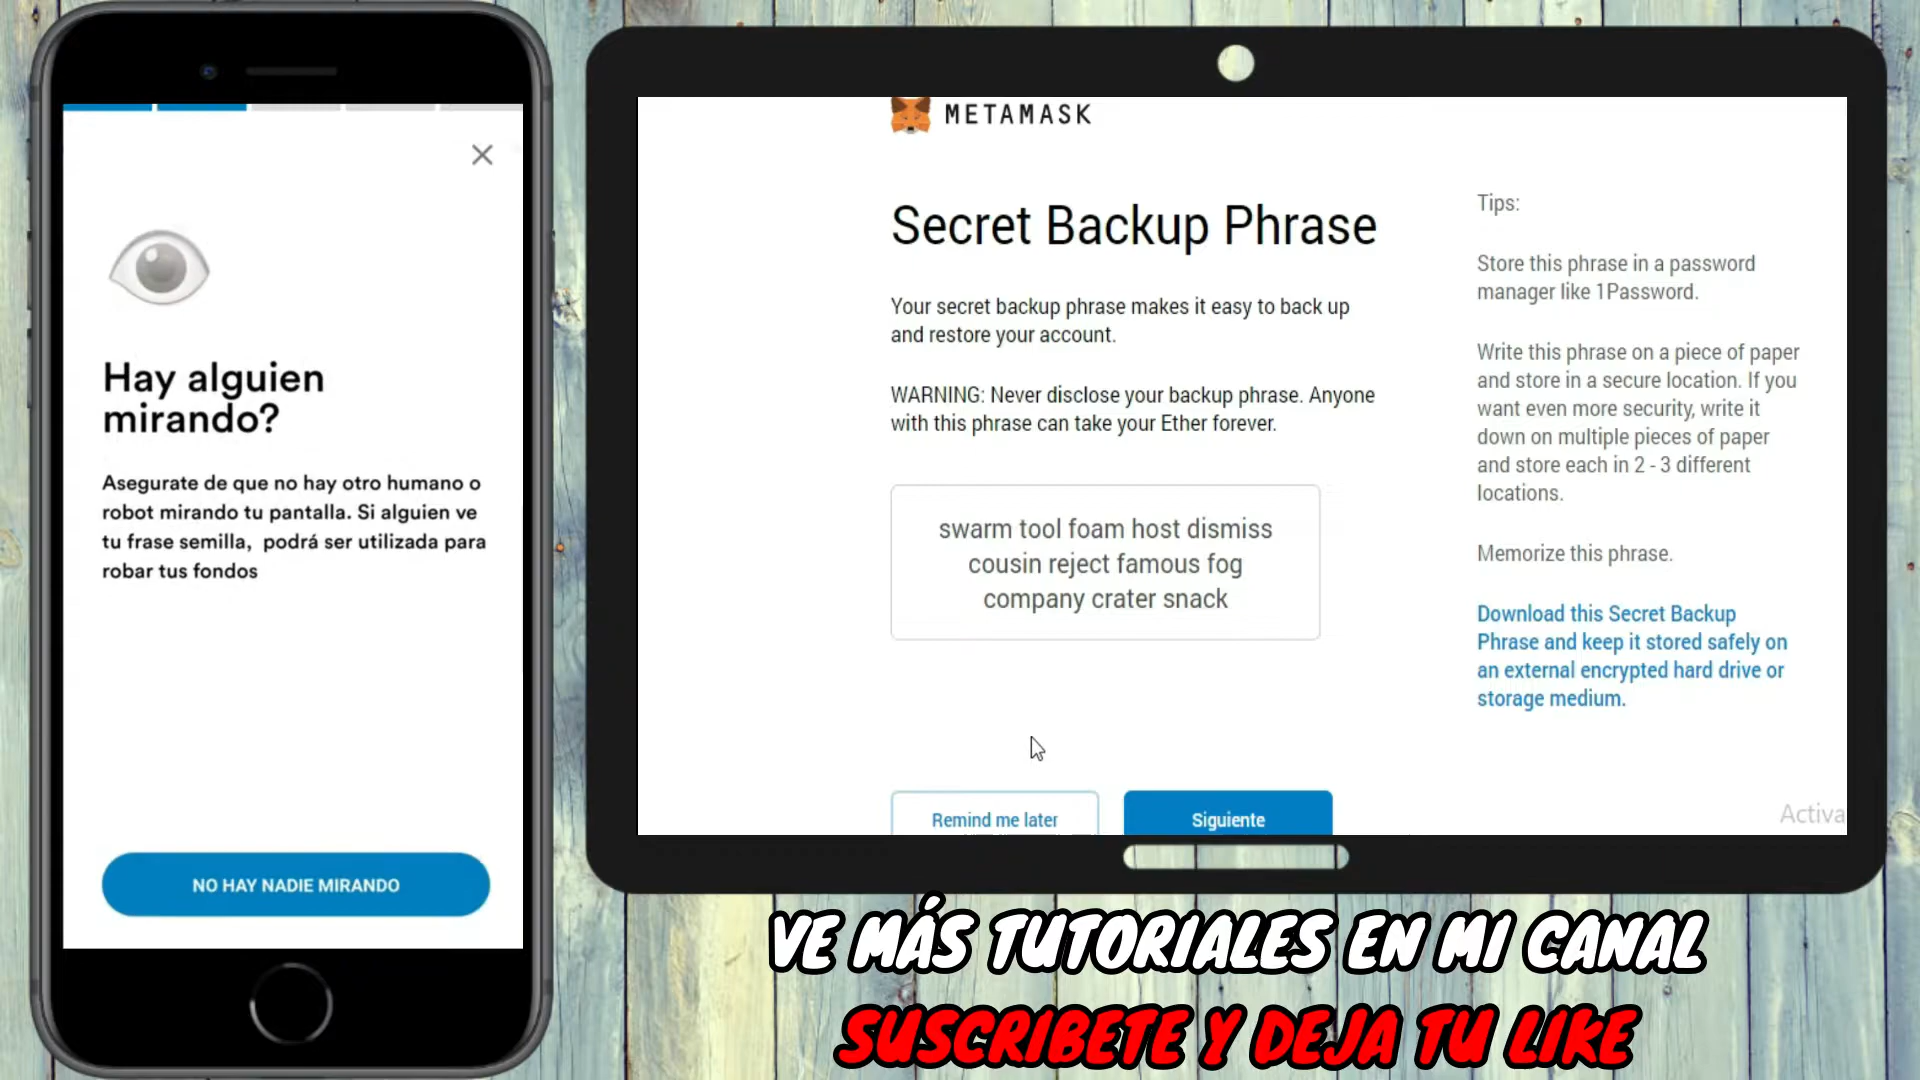 Hay alguien
mirando?
Asegurate de que no hay otro humano o
robot mirando tu pantalla. Si alguien ve
tu frase semilla, podrá ser utilizada para
robar tus fondos
NO HAY NADIE MIRANDO
METAMASK
Secret Backup Phrase
Your secret backup phrase makes it easy to back up
and restore your account.
WARNING: Never disclose your backup phrase. Anyone
with this phrase can take your Ether forever.
swarm tool foam host dismiss
cousin reject famous fog
company crater snack
Remind me later
Siguiente
Tips:
Store this phrase in a password
manager like 1Password.
Write this phrase on a piece of paper
and store in a secure location. If you
want even more security, write it
down on multiple pieces of paper
and store each in 2 - 3 different
locations.
Memorize this phrase.
Download this Secret Backup
Phrase and keep it stored safely on
an external encrypted hard drive or
storage medium.
Activa
VE MÁS TUTORIALES EN MI CANAL
SUSCRIBETE Y DEJA TU LIKE